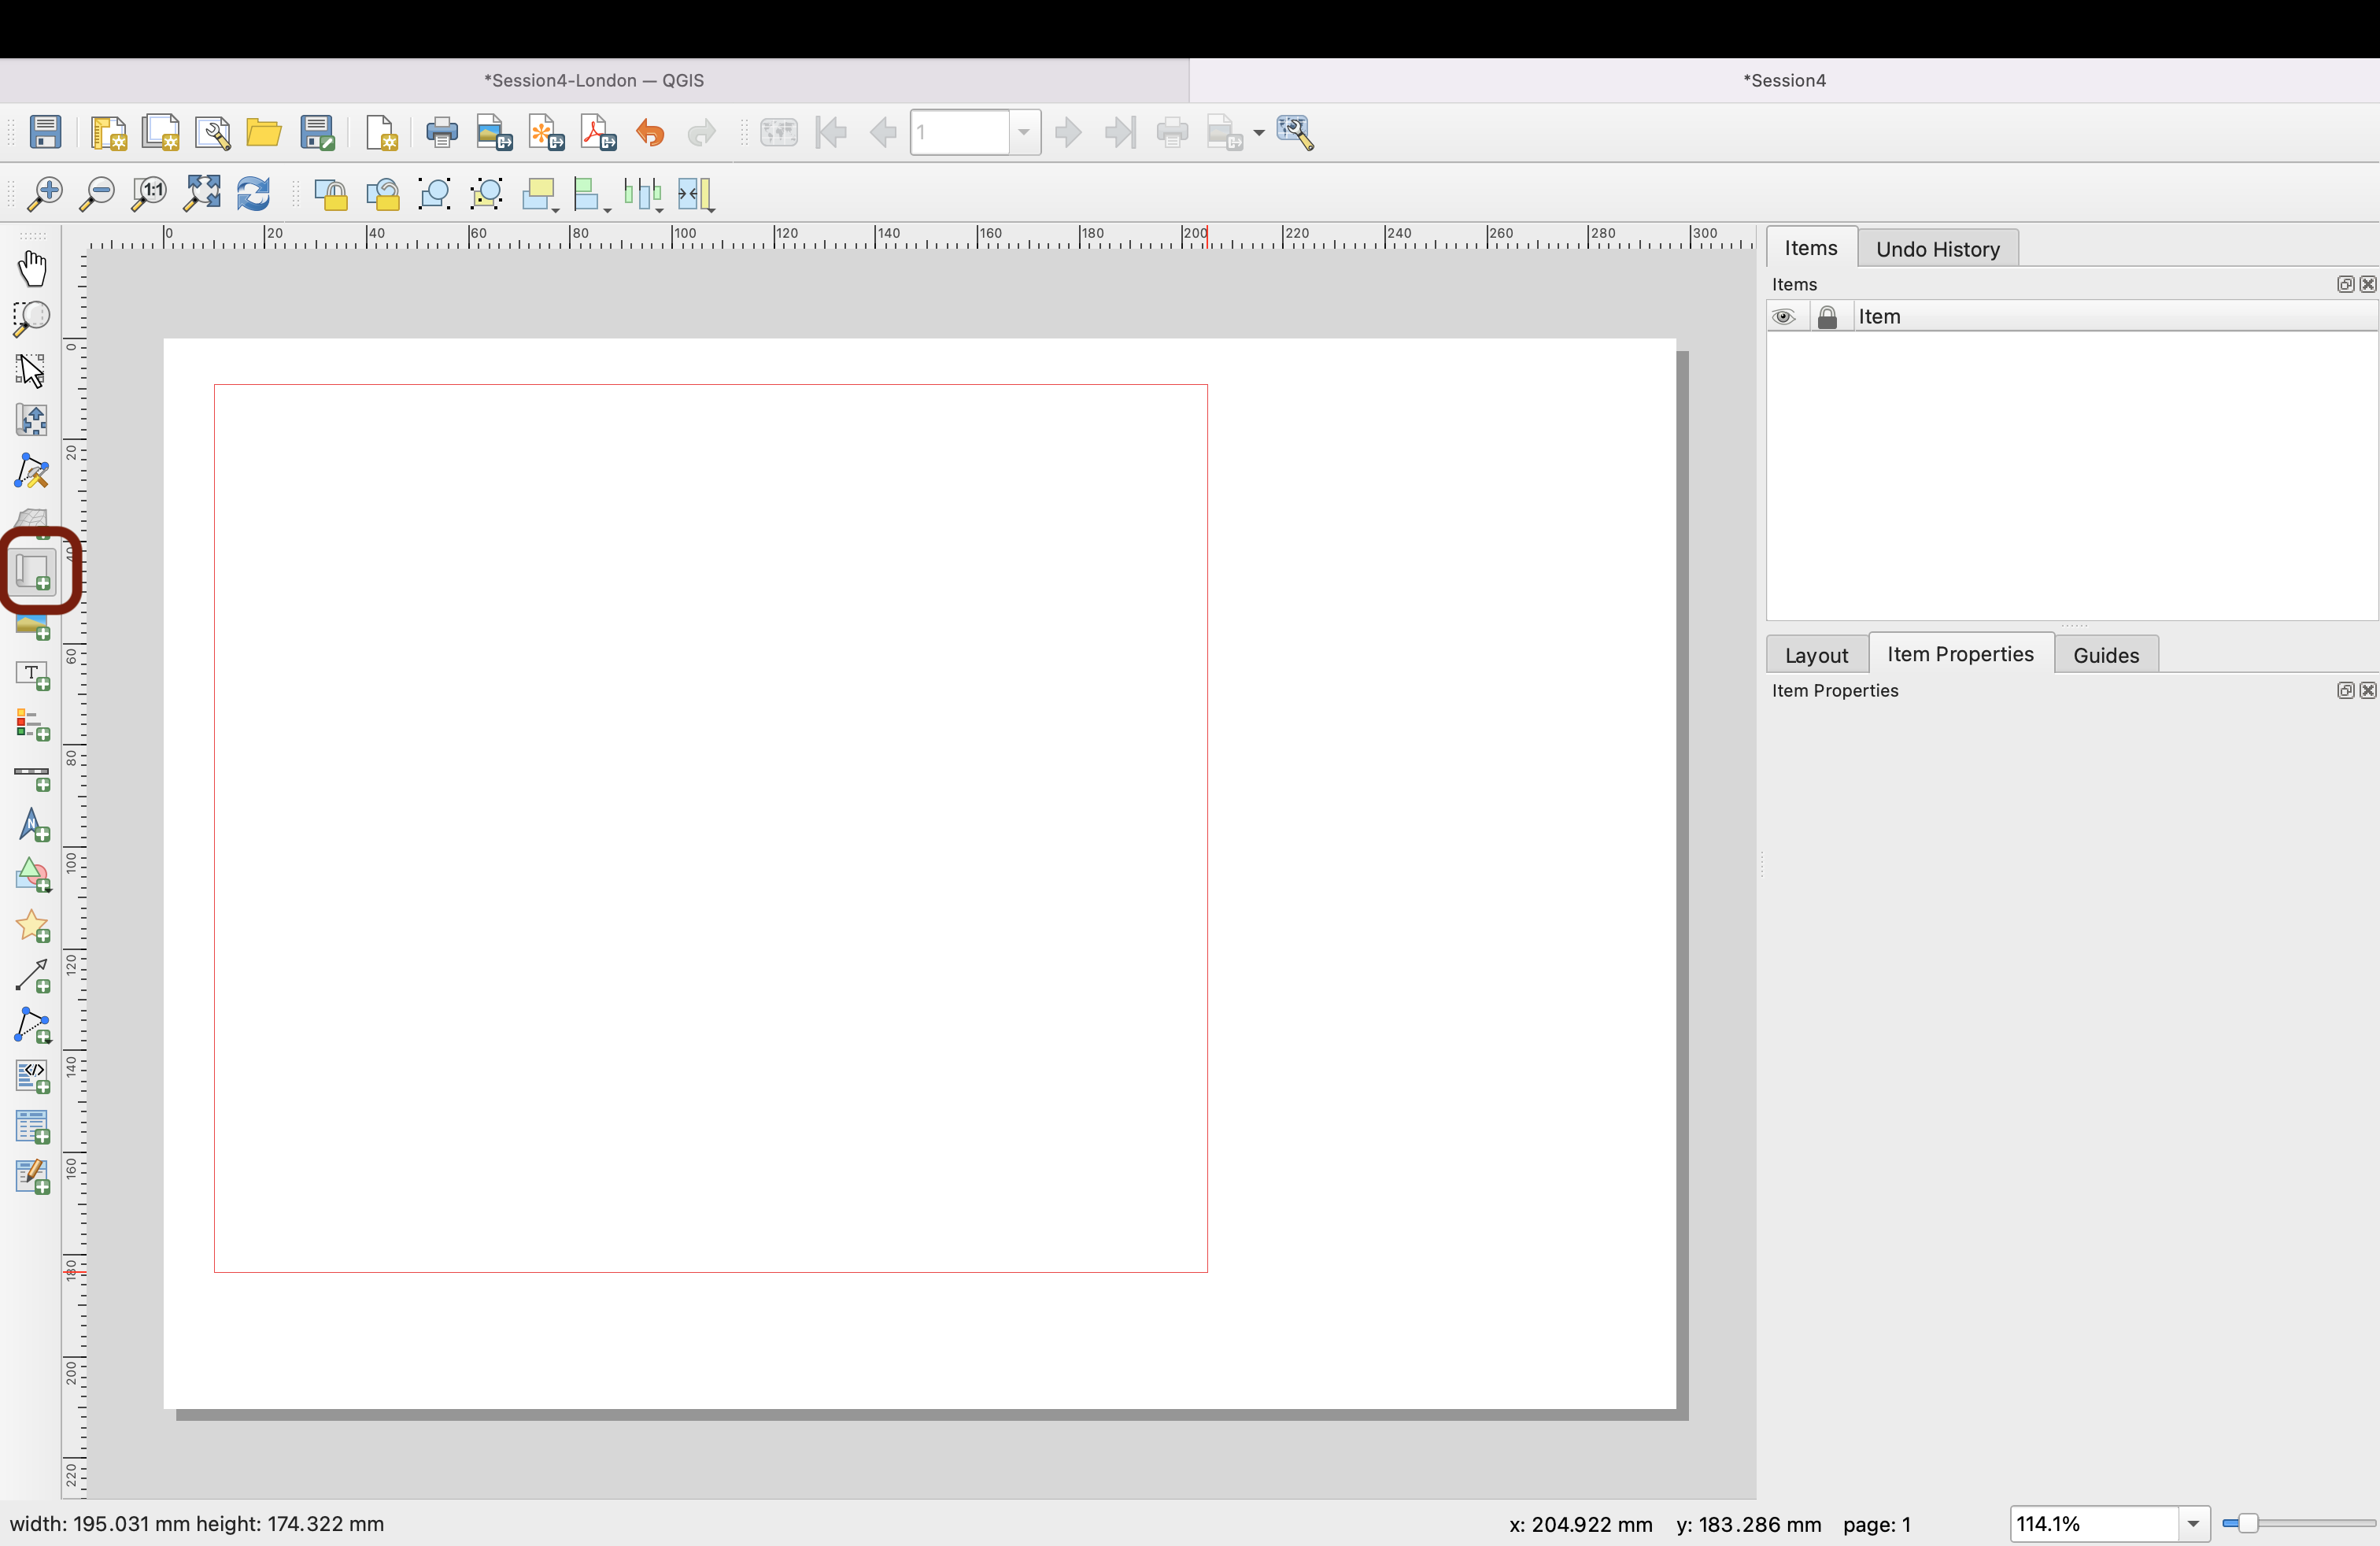 *Session4-London — QGIS
*Session4
1
1:1
0 20 40 60 80 100 120 140 160 180 200 220 240 260 280 300
Items
Undo History
Items
Item
Layout
Item Properties
Guides
Item Properties
T
N
</>
0
20
40
60
80
100
120
140
160
180
200
220
width: 195.031 mm height: 174.322 mm
x: 204.922 mm y: 183.286 mm page: 1
114.1%